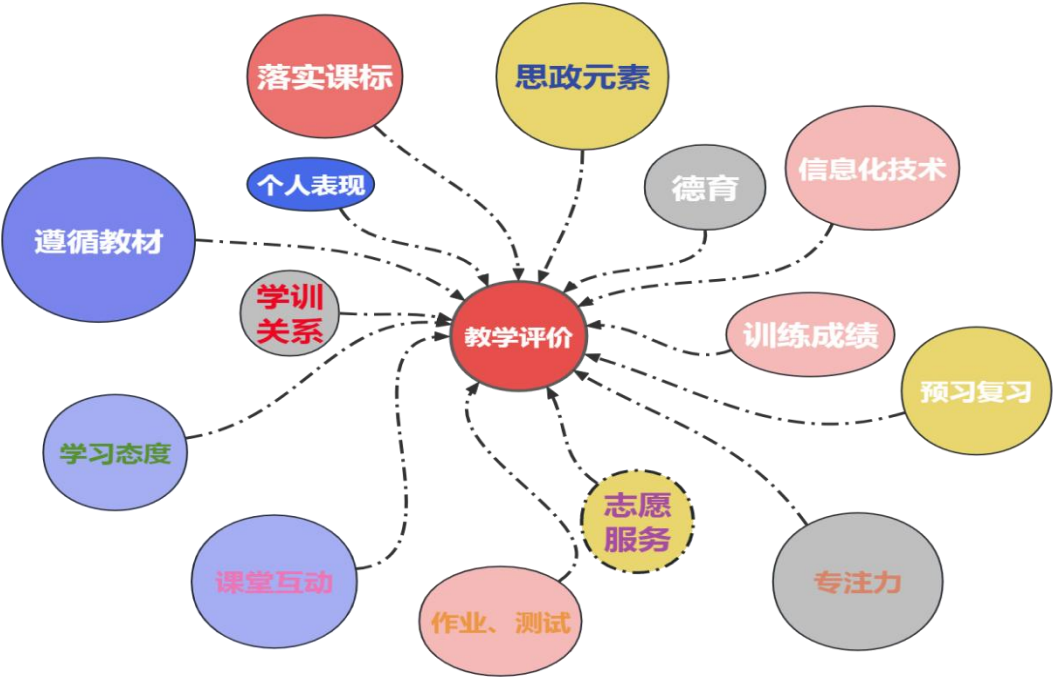 落实课标
思政元素
个人表现
德育
信息化技术
遵循教材
学训
关系
教学评价
训练成绩
预习复习
学习态度
志愿
服务
课堂互动
作业、测试
专注力